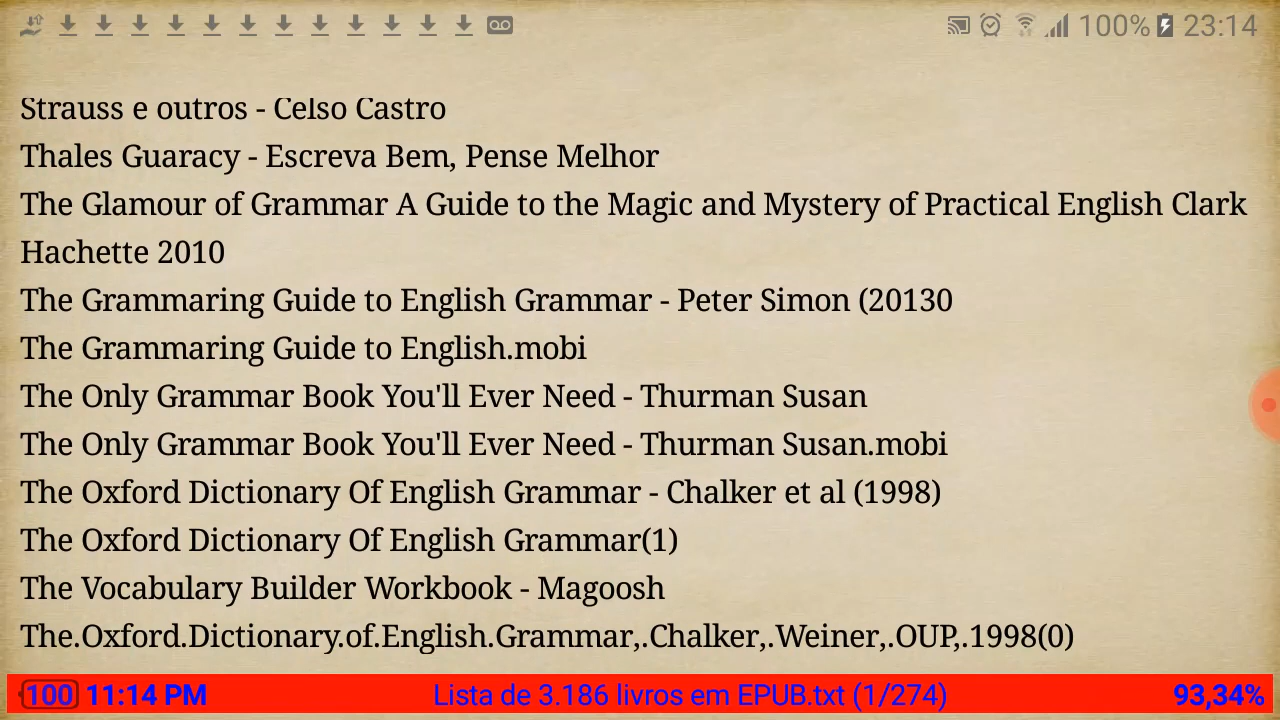 100% 23:14
Strauss e outros - Celso Castro
Thales Guaracy - Escreva Bem, Pense Melhor
The Glamour of Grammar A Guide to the Magic and Mystery of Practical English Clark
Hachette 2010
The Grammaring Guide to English Grammar - Peter Simon (20130
The Grammaring Guide to English.mobi
The Only Grammar Book You'll Ever Need - Thurman Susan
The Only Grammar Book You'll Ever Need - Thurman Susan.mobi
The Oxford Dictionary Of English Grammar - Chalker et al (1998)
The Oxford Dictionary Of English Grammar(1)
The Vocabulary Builder Workbook - Magoosh
The.Oxford.Dictionary.of.English.Grammar,.Chalker,.Weiner,.OUP,.1998(0)
100 11:14 PM Lista de 3.186 livros em EPUB.txt (1/274) 93,34%